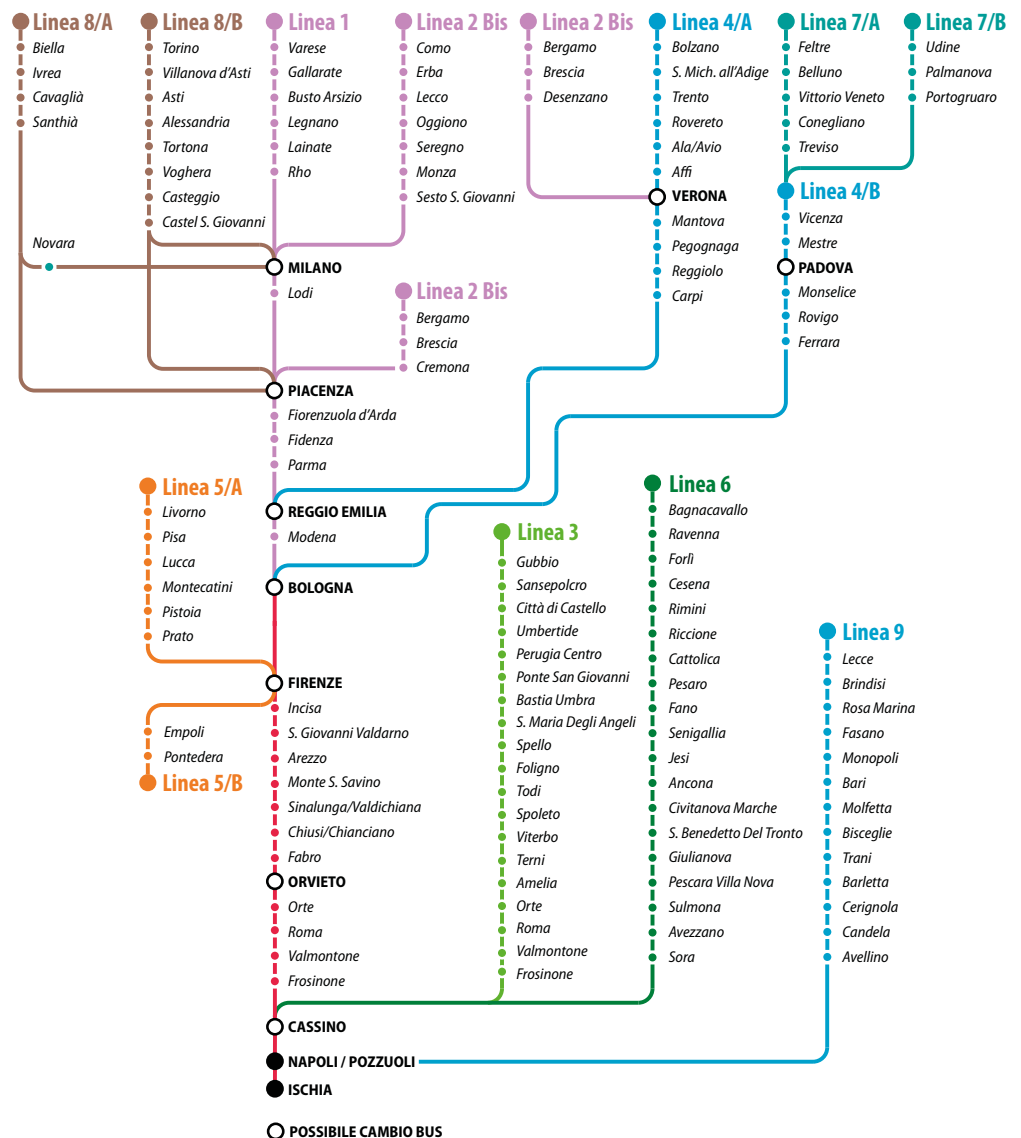 Linea 8/A
Biella
Ivrea
Cavaglià
Santhià
Novara
Linea 8/B
Torino
Villanova d'Asti
Asti
Alessandria
Tortona
Voghera
Casteggio
Castel S. Giovanni
Linea 1
Varese
Gallarate
Busto Arsizio
Legnano
Lainate
Rho
MILANO
Lodi
PIACENZA
Fiorenzuola d'Arda
Fidenza
Parma
REGGIO EMILIA
Modena
BOLOGNA
FIRENZE
Incisa
S. Giovanni Valdarno
Arezzo
Monte S. Savino
Sinalunga/Valdichiana
Chiusi/Chianciano
Fabro
ORVIETO
Orte
Roma
Valmontone
Frosinone
CASSINO
NAPOLI / POZZUOLI
ISCHIA
POSSIBILE CAMBIO BUS
Linea 2 Bis
Como
Erba
Lecco
Oggiono
Seregno
Monza
Sesto S. Giovanni
Linea 2 Bis
Bergamo
Brescia
Cremona
Linea 2 Bis
Bergamo
Brescia
Desenzano
Linea 4/A
Bolzano
S. Mich. all'Adige
Trento
Rovereto
Ala/Avio
Affi
VERONA
Mantova
Pegognaga
Reggiolo
Carpi
Linea 7/A
Feltre
Belluno
Vittorio Veneto
Conegliano
Treviso
Linea 7/B
Udine
Palmanova
Portogruaro
Linea 4/B
Vicenza
Mestre
PADOVA
Monselice
Rovigo
Ferrara
Linea 5/A
Livorno
Pisa
Lucca
Montecatini
Pistoia
Prato
Empoli
Pontedera
Linea 5/B
Linea 3
Gubbio
Sansepolcro
Città di Castello
Umbertide
Perugia Centro
Ponte San Giovanni
Bastia Umbra
S. Maria Degli Angeli
Spello
Foligno
Todi
Spoleto
Viterbo
Terni
Amelia
Orte
Roma
Valmontone
Frosinone
Linea 6
Bagnacavallo
Ravenna
Forlì
Cesena
Rimini
Riccione
Cattolica
Pesaro
Fano
Senigallia
Jesi
Ancona
Civitanova Marche
S. Benedetto Del Tronto
Giulianova
Pescara Villa Nova
Sulmona
Avezzano
Sora
Linea 9
Lecce
Brindisi
Rosa Marina
Fasano
Monopoli
Bari
Molfetta
Bisceglie
Trani
Barletta
Cerignola
Candela
Avellino